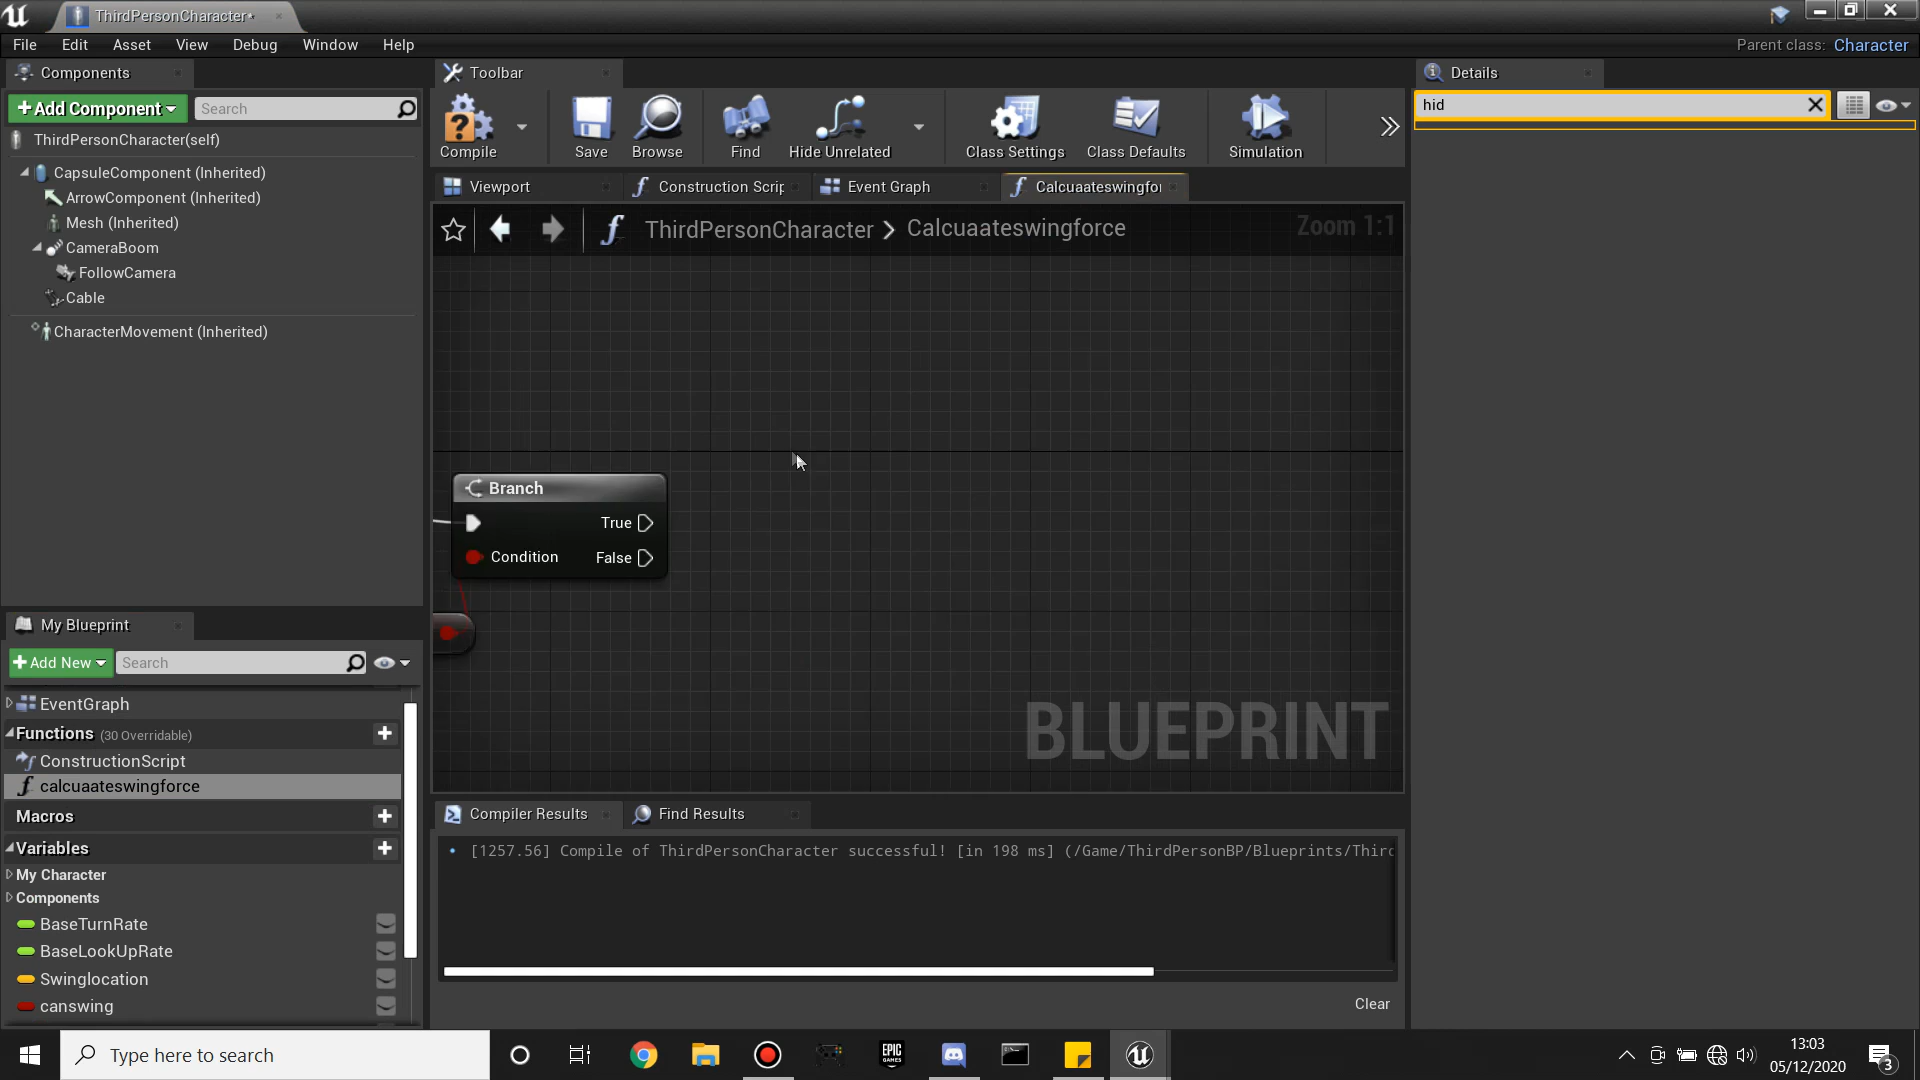 ThirdPersonCharacter*
File Edit Asset View Debug Window Help
Parent class: Character
Components
Toolbar
Details
+Add Component
Search
hid
ThirdPersonCharacter(self)
CapsuleComponent (Inherited)
ArrowComponent (Inherited)
Mesh (Inherited)
CameraBoom
FollowCamera
Cable
CharacterMovement (Inherited)
Compile
Save
Browse
Find
Hide Unrelated
Class Settings
Class Defaults
Simulation
Viewport
Construction Scrip
Event Graph
Calcuaateswingfor
ThirdPersonCharacter > Calcuaateswingforce
Zoom 1:1
Branch
True
Condition
False
BLUEPRINT
My Blueprint
+Add New
Search
EventGraph
Functions (30 Overridable)
ConstructionScript
calcuaateswingforce
Macros
Variables
My Character
Components
BaseTurnRate
BaseLookUpRate
Swinglocation
canswing
Compiler Results
Find Results
[1257.56] Compile of ThirdPersonCharacter successful! [in 198 ms] (/Game/ThirdPersonBP/Blueprints/Third
Clear
Type here to search
EPIC
GAMES
13:03
05/12/2020
3